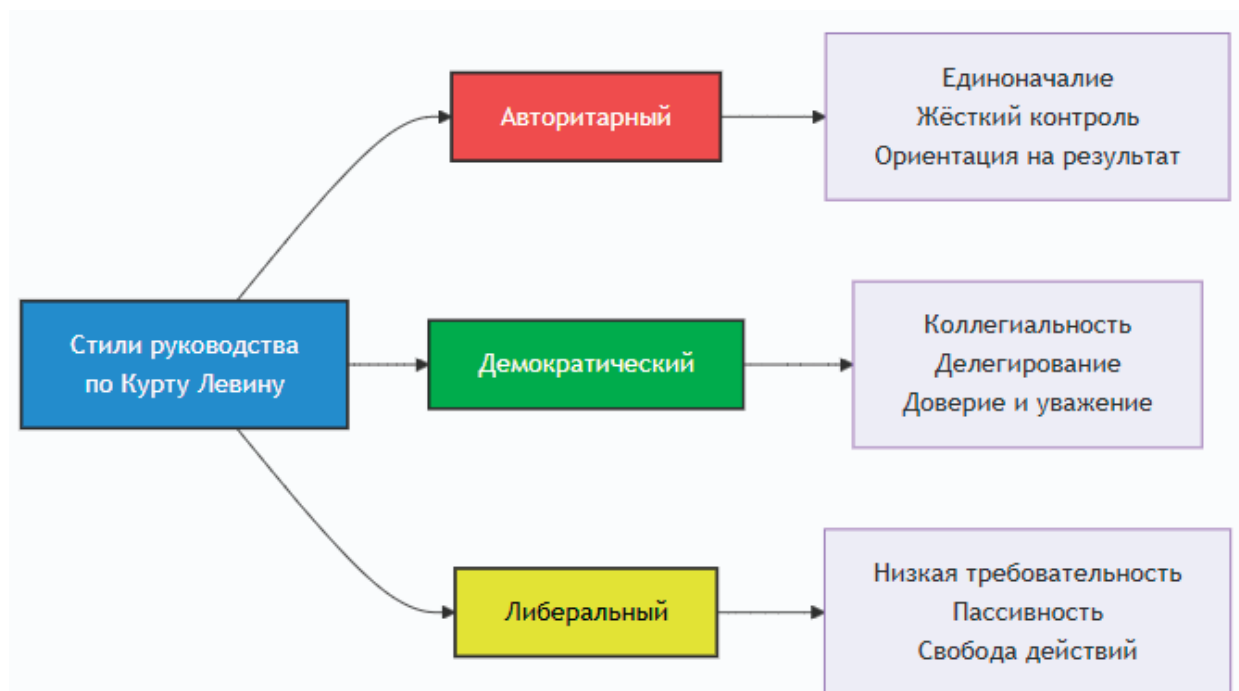 Стили руководства
по Курту Левину
Авторитарный
Единоначалие
Жёсткий контроль
Ориентация на результат
Демократический
Коллегиальность
Делегирование
Доверие и уважение
Либеральный
Низкая требовательность
Пассивность
Свобода действий